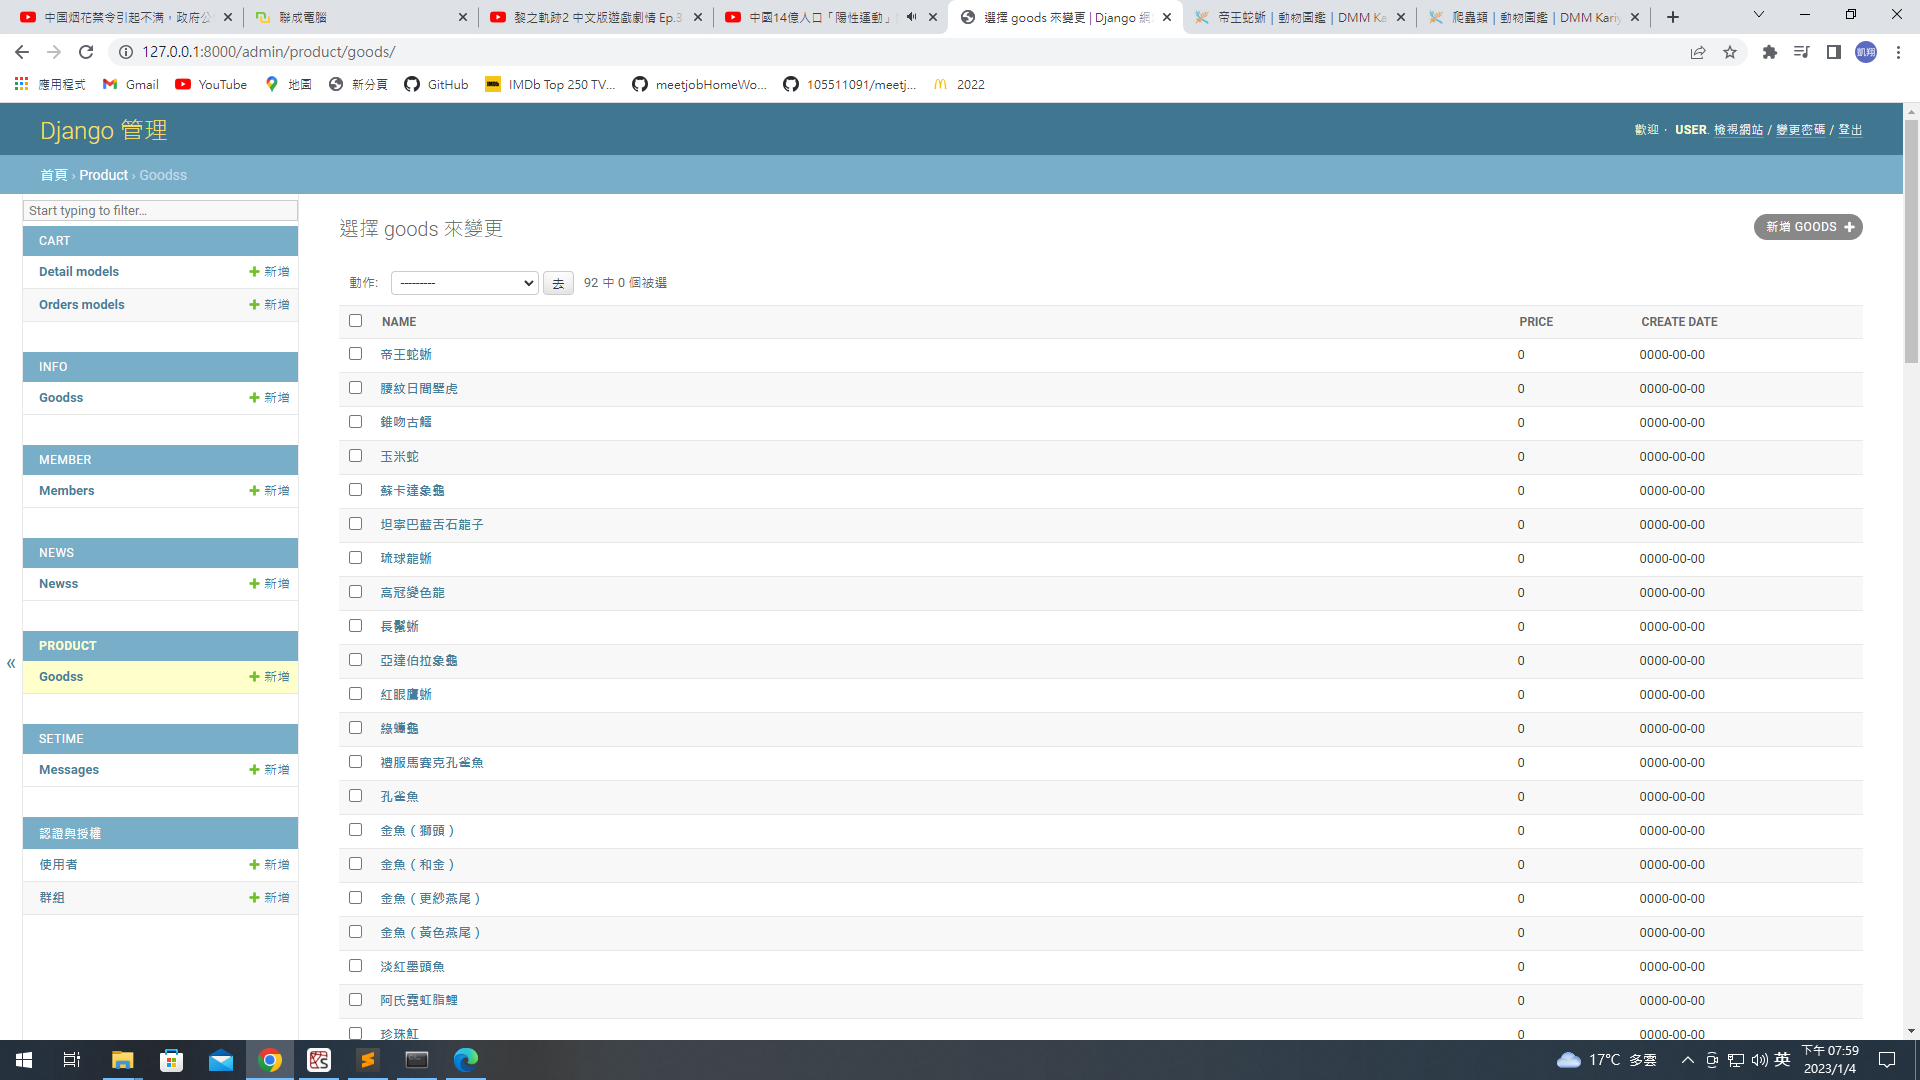 中国烟花禁令引起不满，政府公
聯成電腦
黎之軌跡2 中文版遊戲劇情 Ep.3
中國14億人口「陽性運動」
選擇 goods 來變更 | Django 網
帝王蛇蜥 | 動物圖鑑 | DMM Ka
爬蟲類 | 動物圖鑑 | DMM Kariy
127.0.0.1:8000/admin/product/goods/
凱翔
應用程式
Gmail
YouTube
地圖
新分頁
GitHub
IMDb Top 250 TV...
meetjobHomeWo...
105511091/meetj...
2022
Django 管理
歡迎， USER. 檢視網站 / 變更密碼 / 登出
首頁 › Product › Goodss
Start typing to filter...
CART
Detail models 新增
Orders models 新增
INFO
Goodss 新增
MEMBER
Members 新增
NEWS
Newss 新增
PRODUCT
Goodss 新增
SETIME
Messages 新增
認證與授權
使用者 新增
群組 新增
«
選擇 goods 來變更
新增 GOODS
動作: --------- 去 92 中 0 個被選
NAME PRICE CREATE DATE
帝王蛇蜥 0 0000-00-00
腰紋日間壁虎 0 0000-00-00
錐吻古鱷 0 0000-00-00
玉米蛇 0 0000-00-00
蘇卡達象龜 0 0000-00-00
坦寧巴藍舌石龍子 0 0000-00-00
琉球龍蜥 0 0000-00-00
高冠變色龍 0 0000-00-00
長鬣蜥 0 0000-00-00
亞達伯拉象龜 0 0000-00-00
紅眼鷹蜥 0 0000-00-00
綠蠵龜 0 0000-00-00
禮服馬賽克孔雀魚 0 0000-00-00
孔雀魚 0 0000-00-00
金魚（獅頭） 0 0000-00-00
金魚（和金） 0 0000-00-00
金魚（更紗燕尾） 0 0000-00-00
金魚（黃色燕尾） 0 0000-00-00
淡紅墨頭魚 0 0000-00-00
阿氏霓虹脂鯉 0 0000-00-00
珍珠魟 0 0000-00-00
17°C 多雲
英
下午 07:59
2023/1/4